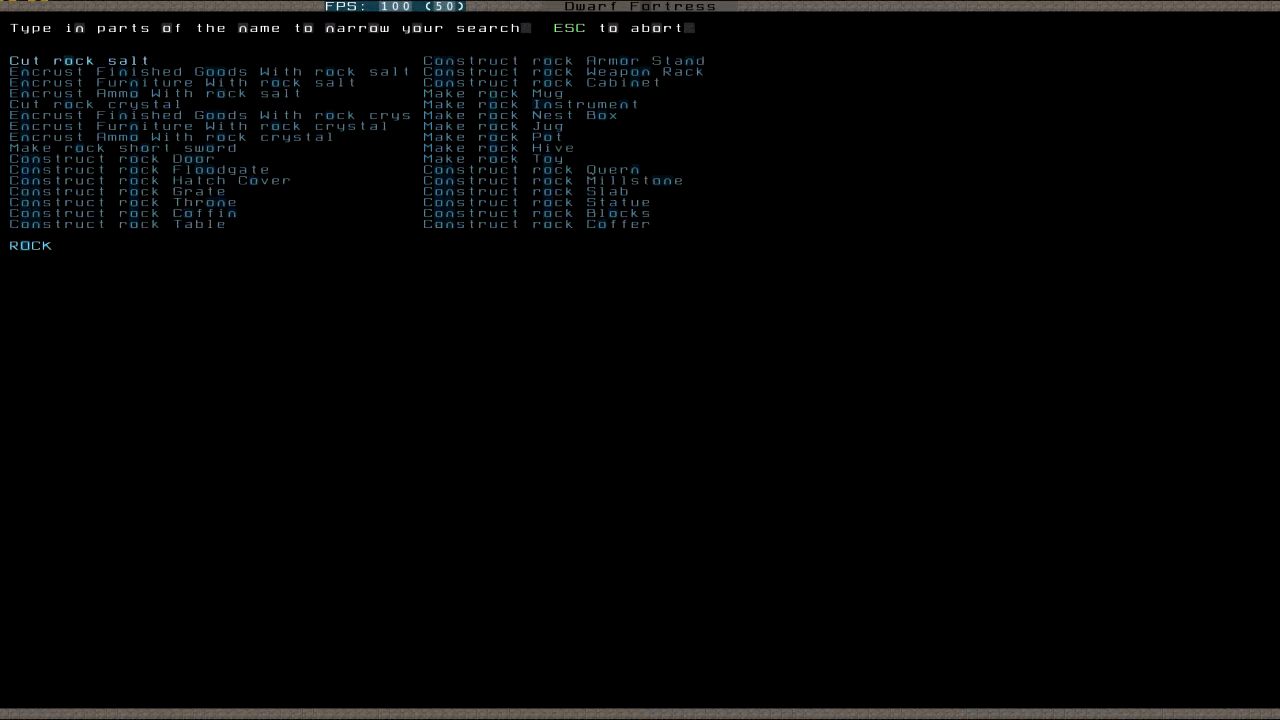 FPS: 100 (50) Dwarf Fortress
Type in parts of the name to narrow your search ESC to abort
Cut rock salt
Encrust Finished Goods With rock salt
Encrust Furniture With rock salt
Encrust Ammo With rock salt
Cut rock crystal
Encrust Finished Goods With rock crys
Encrust Furniture With rock crystal
Encrust Ammo With rock crystal
Make rock short sword
Construct rock Door
Construct rock Floodgate
Construct rock Hatch Cover
Construct rock Grate
Construct rock Throne
Construct rock Coffin
Construct rock Table
Construct rock Armor Stand
Construct rock Weapon Rack
Construct rock Cabinet
Make rock Mug
Make rock Instrument
Make rock Nest Box
Make rock Jug
Make rock Pot
Make rock Hive
Make rock Toy
Construct rock Quern
Construct rock Millstone
Construct rock Slab
Construct rock Statue
Construct rock Blocks
Construct rock Coffer
ROCK